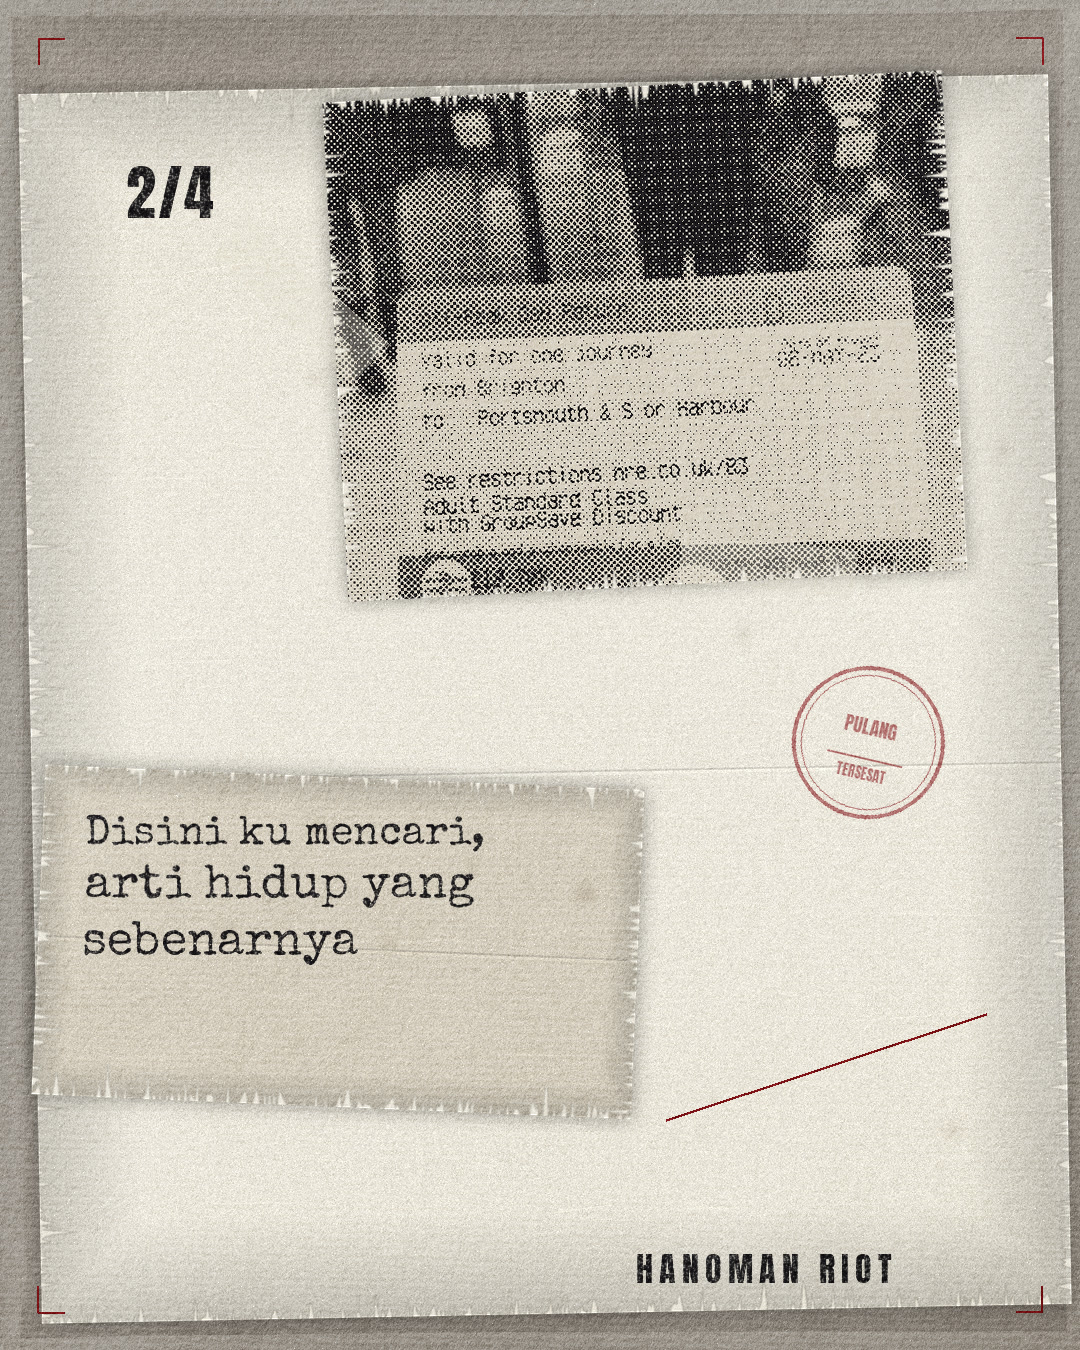 2/4
Valid for one journey
from Brighton
to Portsmouth & S or Harbour
See restrictions nre.co.uk/B3
Adult Standard Class
with GroupSave Discount
PULANG
TERSESAT
Disini ku mencari,
arti hidup yang
sebenarnya
HANOMAN RIOT